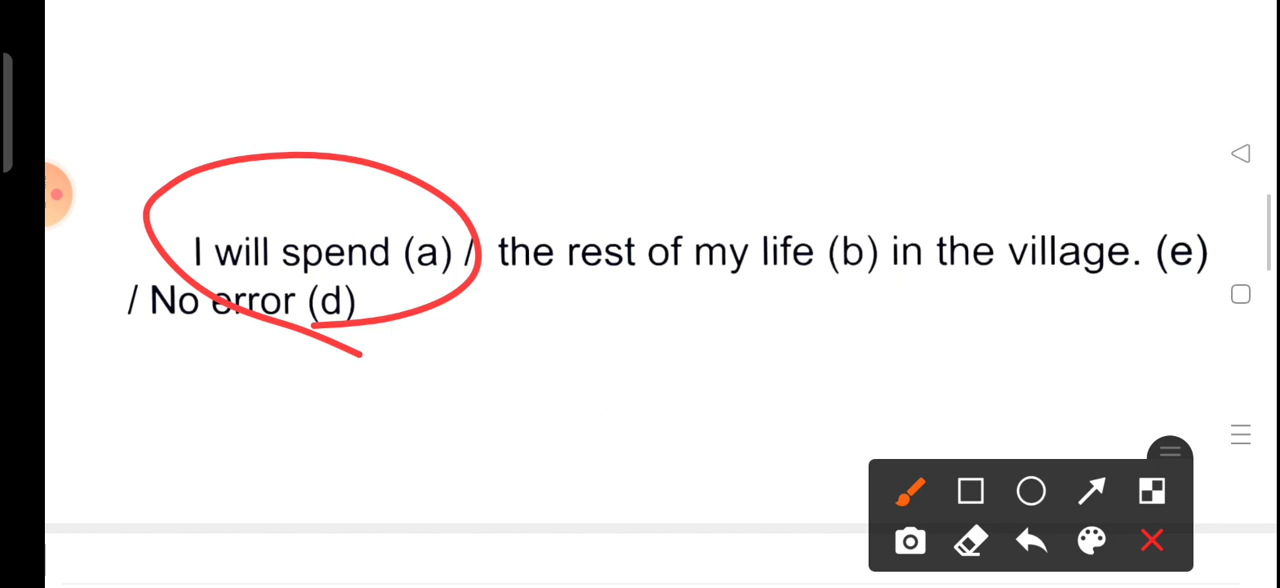 I will spend (a) / the rest of my life (b) in the village. (e)
/ No error (d)